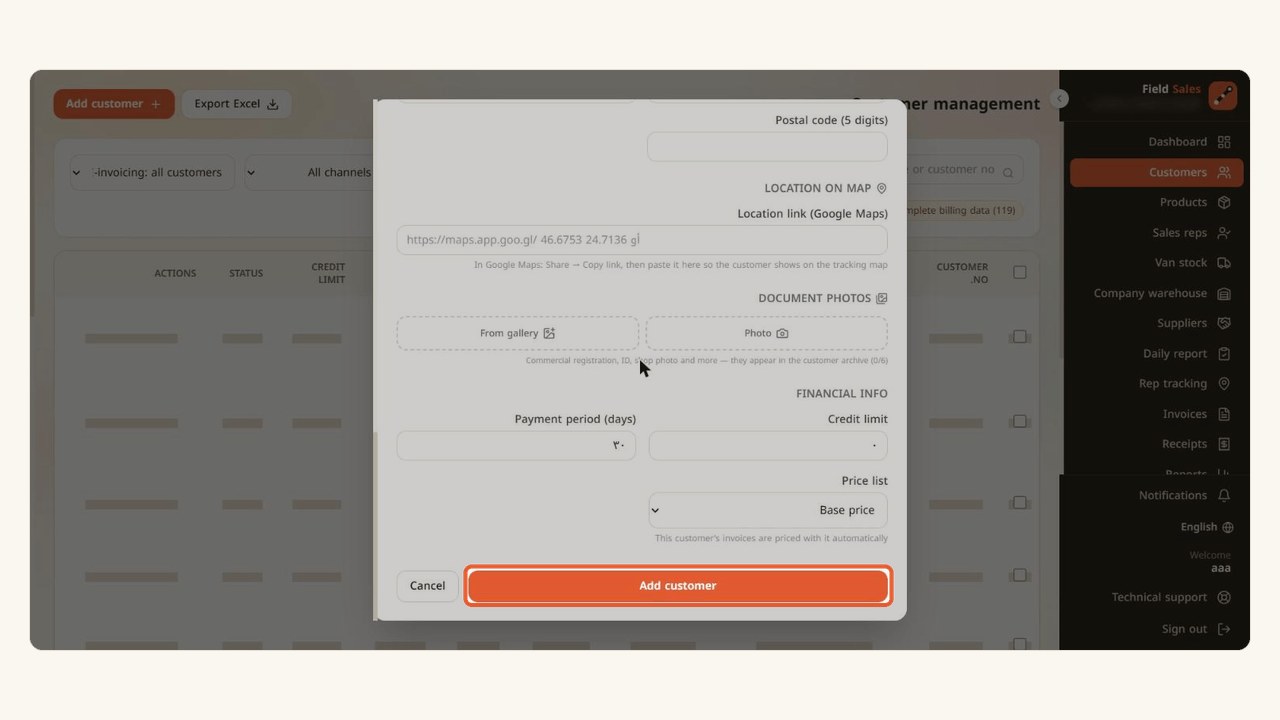 Add customer +
Export Excel
ner management
Field Sales
-invoicing: all customers
All channels
or customer no
billing data (119)
ACTIONS
STATUS
CREDIT LIMIT
CUSTOMER .NO
Postal code (5 digits)
LOCATION ON MAP
Location link (Google Maps)
https://maps.app.goo.gl/ 46.6753 24.7136 gl
In Google Maps: Share → Copy link, then paste it here so the customer shows on the tracking map
DOCUMENT PHOTOS
From gallery
Photo
Commercial registration, ID, shop photo and more — they appear in the customer archive (0/6)
FINANCIAL INFO
Payment period (days)
Credit limit
٣٠
٠
Price list
Base price
This customer's invoices are priced with it automatically
Cancel
Add customer
Dashboard
Customers
Products
Sales reps
Van stock
Company warehouse
Suppliers
Daily report
Rep tracking
Invoices
Receipts
Reports
Notifications
English
Welcome
aaa
Technical support
Sign out